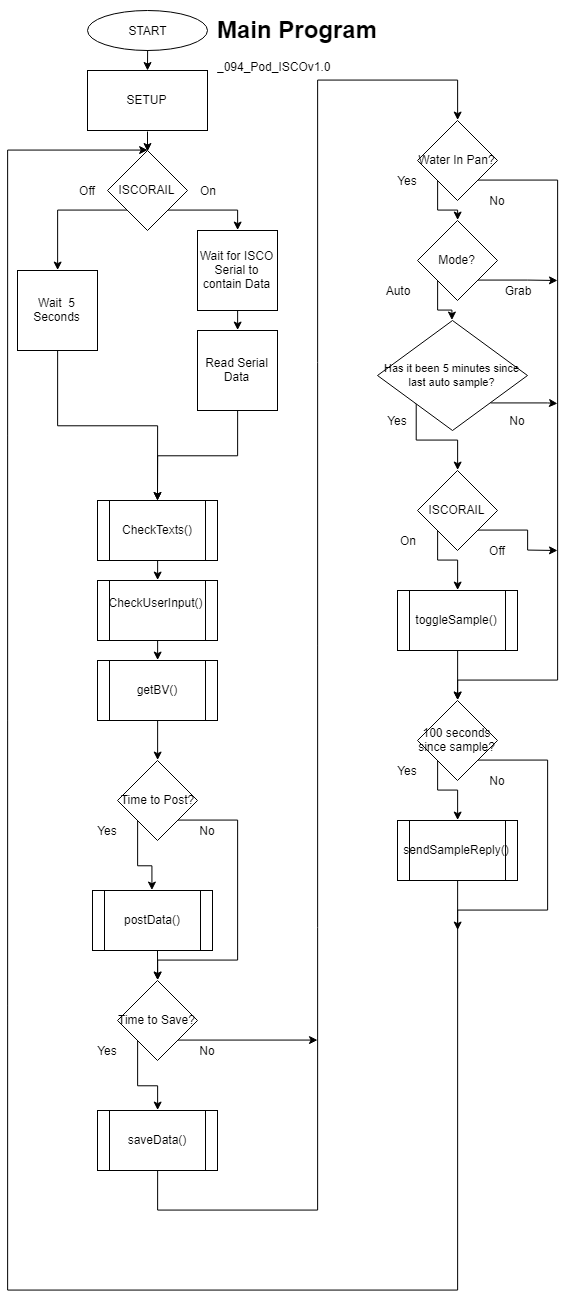 START
Main Program
_094_Pod_ISCOv1.0
SETUP
ISCORAIL
Off
On
Wait for ISCO
Serial to
contain Data
Wait 5
Seconds
Read Serial
Data
CheckTexts()
CheckUserInput()
getBV()
Time to Post?
Yes
No
postData()
Time to Save?
Yes
No
saveData()
Water In Pan?
Yes
No
Mode?
Auto
Grab
Has it been 5 minutes since
last auto sample?
Yes
No
ISCORAIL
On
Off
toggleSample()
100 seconds
since sample?
Yes
No
sendSampleReply()